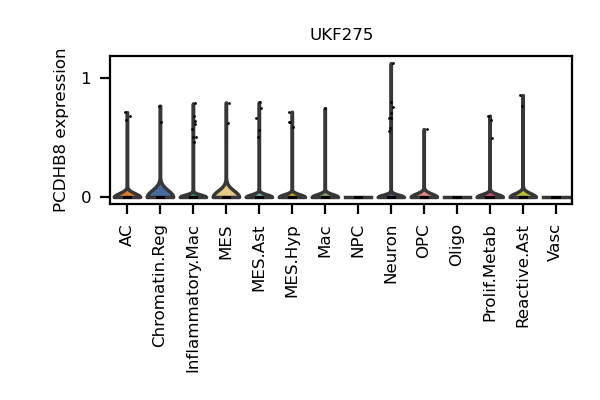 UKF275
PCDHB8 expression
1
0
AC
Chromatin.Reg
Inflammatory.Mac
MES
MES.Ast
MES.Hyp
Mac
NPC
Neuron
OPC
Oligo
Prolif.Metab
Reactive.Ast
Vasc